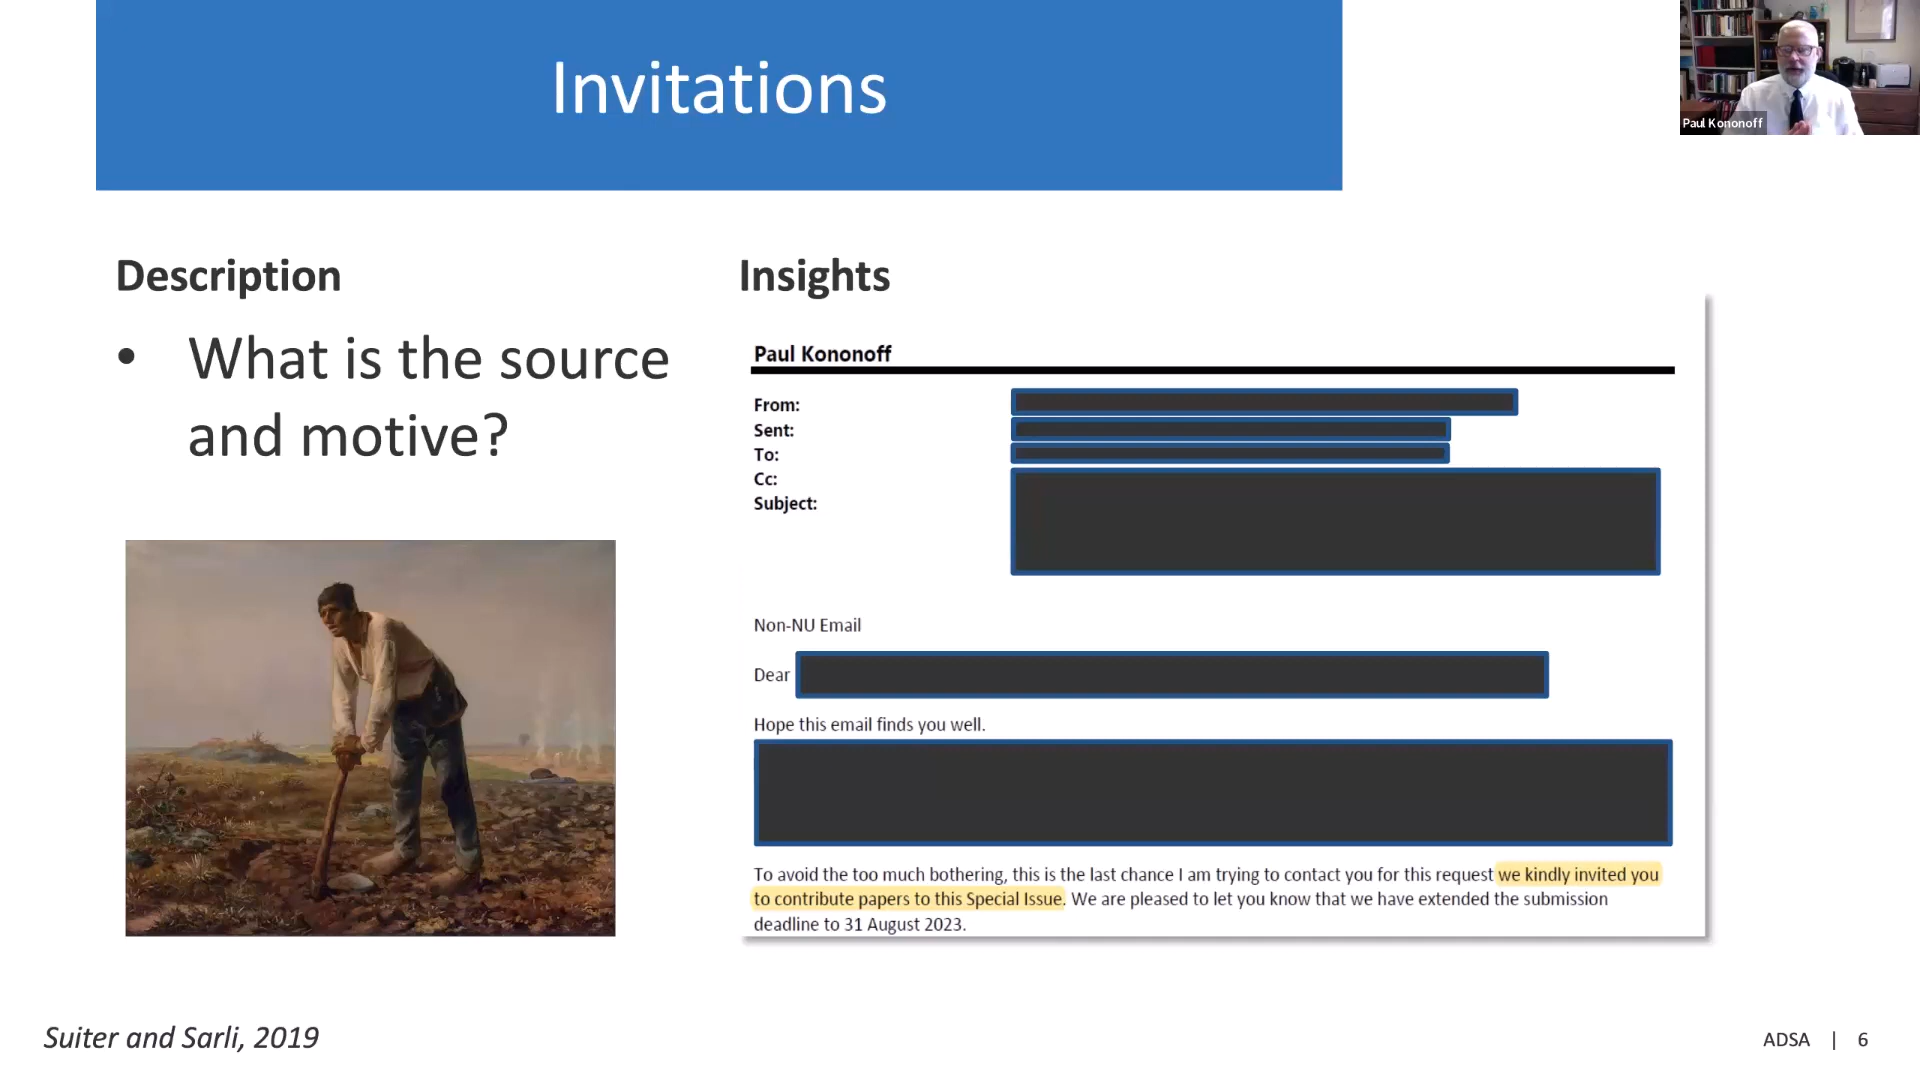 Invitations
Paul Kononoff
Description
• What is the source
and motive?
Insights
Paul Kononoff
From:
Sent:
To:
Cc:
Subject:
Non-NU Email
Dear
Hope this email finds you well.
To avoid the too much bothering, this is the last chance I am trying to contact you for this request we kindly invited you
to contribute papers to this Special Issue. We are pleased to let you know that we have extended the submission
deadline to 31 August 2023.
Suiter and Sarli, 2019
ADSA | 6